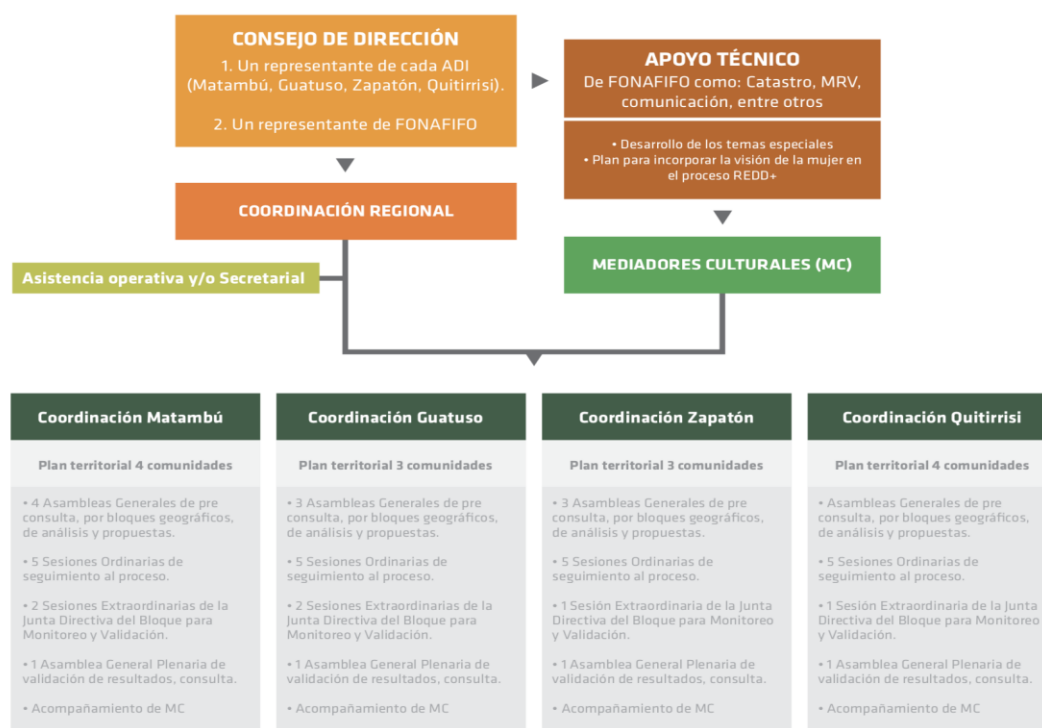 CONSEJO DE DIRECCIÓN
1. Un representante de cada ADI
(Matambú, Guatuso, Zapatón, Quitirrisi).
2. Un representante de FONAFIFO
APOYO TÉCNICO
De FONAFIFO como: Catastro, MRV,
comunicación, entre otros
• Desarrollo de los temas especiales
• Plan para incorporar la visión de la mujer en
el proceso REDD+
COORDINACIÓN REGIONAL
MEDIADORES CULTURALES (MC)
Asistencia operativa y/o Secretarial
Coordinación Matambú
Plan territorial 4 comunidades
• 4 Asambleas Generales de pre
consulta, por bloques geográficos,
de análisis y propuestas.
• 5 Sesiones Ordinarias de
seguimiento al proceso.
• 2 Sesiones Extraordinarias de la
Junta Directiva del Bloque para
Monitoreo y Validación.
• 1 Asamblea General Plenaria de
validación de resultados, consulta.
• Acompañamiento de MC
Coordinación Guatuso
Plan territorial 3 comunidades
• 3 Asambleas Generales de pre
consulta, por bloques geográficos,
de análisis y propuestas.
• 5 Sesiones Ordinarias de
seguimiento al proceso.
• 2 Sesiones Extraordinarias de la
Junta Directiva del Bloque para
Monitoreo y Validación.
• 1 Asamblea General Plenaria de
validación de resultados, consulta.
• Acompañamiento de MC
Coordinación Zapatón
Plan territorial 3 comunidades
• 3 Asambleas Generales de pre
consulta, por bloques geográficos,
de análisis y propuestas.
• 5 Sesiones Ordinarias de
seguimiento al proceso.
• 1 Sesión Extraordinaria de la Junta
Directiva del Bloque para Monitoreo
y Validación.
• 1 Asamblea General Plenaria de
validación de resultados, consulta.
• Acompañamiento de MC
Coordinación Quitirrisi
Plan territorial 4 comunidades
• Asambleas Generales de pre
consulta, por bloques geográficos,
de análisis y propuestas.
• 5 Sesiones Ordinarias de
seguimiento al proceso.
• 1 Sesión Extraordinaria de la Junta
Directiva del Bloque para Monitoreo
y Validación.
• 1 Asamblea General Plenaria de
validación de resultados, consulta.
• Acompañamiento de MC